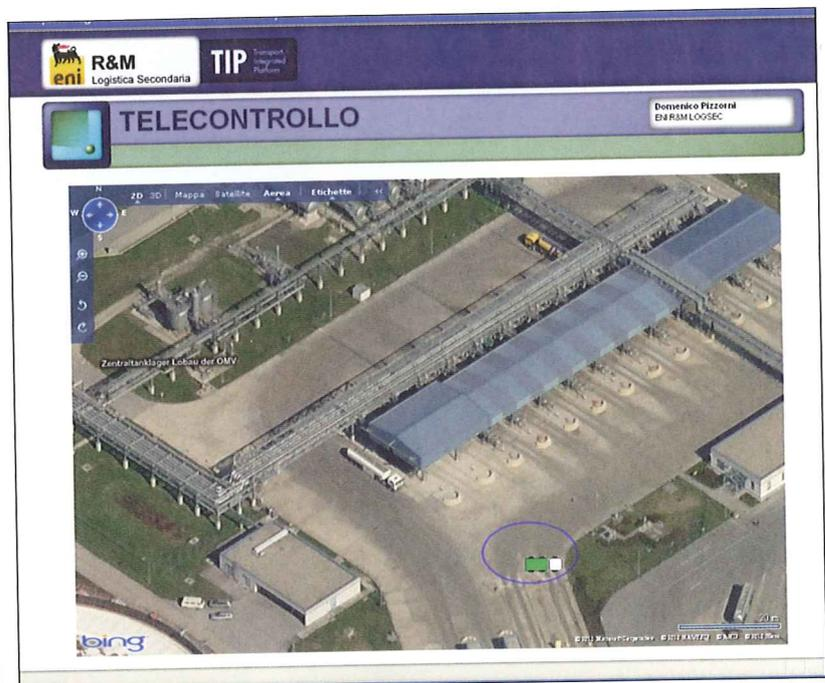 eni
R&M
Logistica Secondaria
TIP
Transport
Integrated
Platform
TELECONTROLLO
Domenico Pizzorni
ENI R&M LOGSEC
N
2D 3D Mappa Satellite Aerea Etichette <<
W E
S
Zentraltanklager Lobau der OMV
20 m
bing